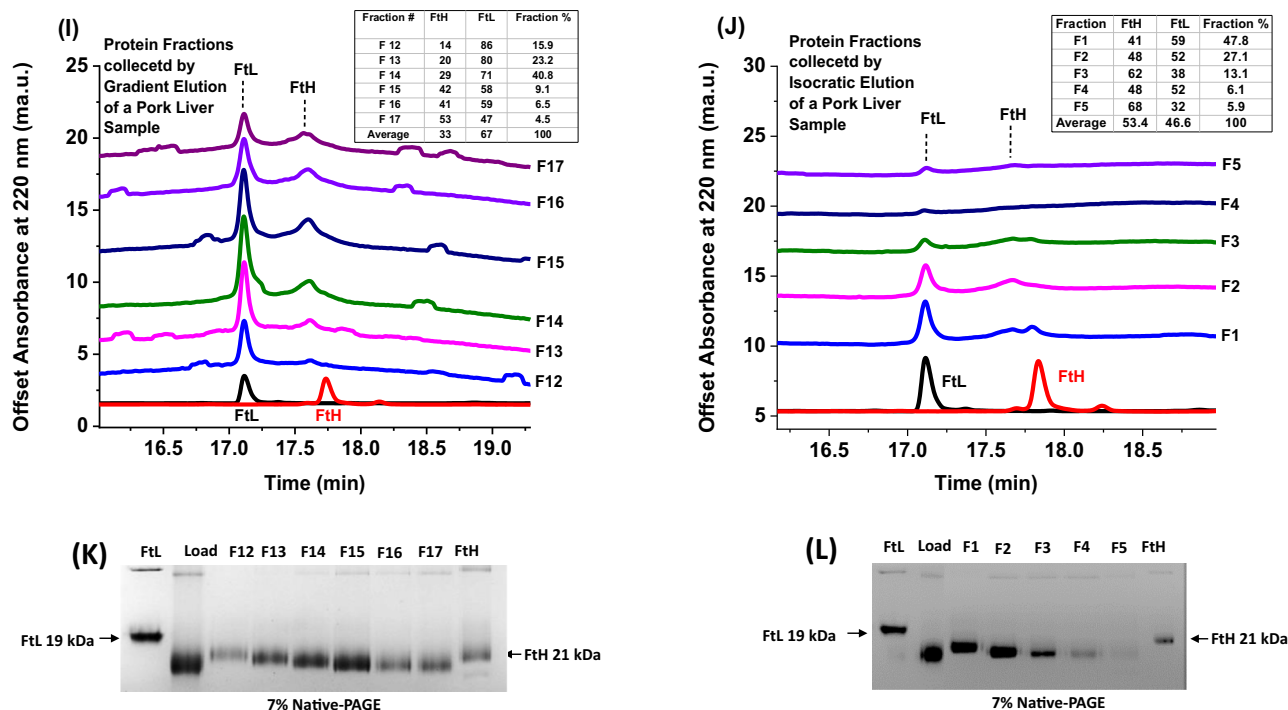 (I)
Protein Fractions
collecetd by
Gradient Elution
of a Pork Liver
Sample
Fraction # FtH FtL Fraction %
F 12 14 86 15.9
F 13 20 80 23.2
F 14 29 71 40.8
F 15 42 58 9.1
F 16 41 59 6.5
F 17 53 47 4.5
Average 33 67 100
FtL
FtH
F17
F16
F15
F14
F13
F12
FtL
FtH
Offset Ansorbance at 220 nm (ma.u.)
25
20
15
10
5
0
16.5 17.0 17.5 18.0 18.5 19.0
Time (min)
(J)
Protein Fractions
collecetd by
Isocratic Elution
of a Pork Liver
Sample
Fraction FtH FtL Fraction %
F1 41 59 47.8
F2 48 52 27.1
F3 62 38 13.1
F4 48 52 6.1
F5 68 32 5.9
Average 53.4 46.6 100
FtL
FtH
F5
F4
F3
F2
F1
FtL
FtH
Offset Absorbance at 220 nm (ma.u.)
30
25
20
15
10
5
16.5 17.0 17.5 18.0 18.5
Time (min)
(K)
FtL Load F12 F13 F14 F15 F16 F17 FtH
FtL 19 kDa
FtH 21 kDa
7% Native-PAGE
(L)
FtL Load F1 F2 F3 F4 F5 FtH
FtL 19 kDa
FtH 21 kDa
7% Native-PAGE